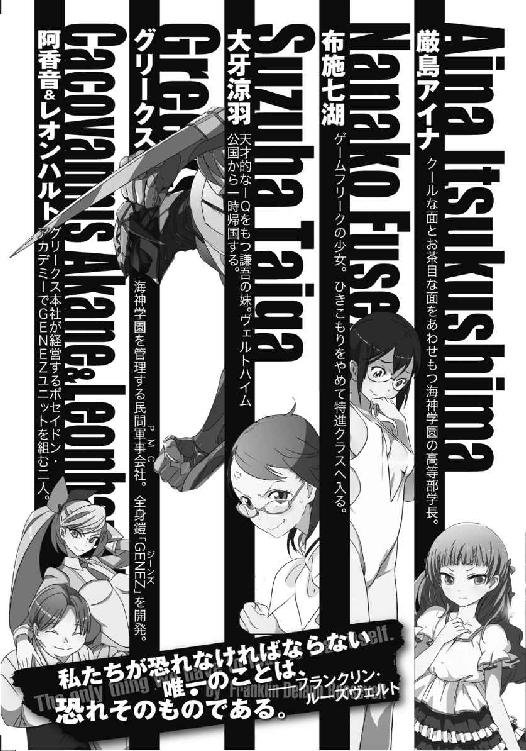 Aina Itsukushima
厳島アイナ
クールな面とお茶目な面をあわせもつ海神学園の高等部学長。
Nanako Fuse
布施七湖
ゲームフリークの少女。ひきこもりをやめて特進クラスへ入る。
Suzuha Taiga
大牙涼羽
天才的なIQをもつ謙吾の妹。ヴェルトハイム
公国から一時帰国する。
グリークス
海神学園を管理する民間軍事会社。全身鎧「GENEZ」を開発。
PMC
ジーンズ
Cacoyannis Akane & Leonha
阿香音&レオンハルト
グリークス本社が経営するポセイドン・
アカデミーでGENEZユニットを組む二人。
私たちが恐れなければならない
唯一のことは、
恐れそのものである。
フランクリン・
ルーズヴェルト
The only thing